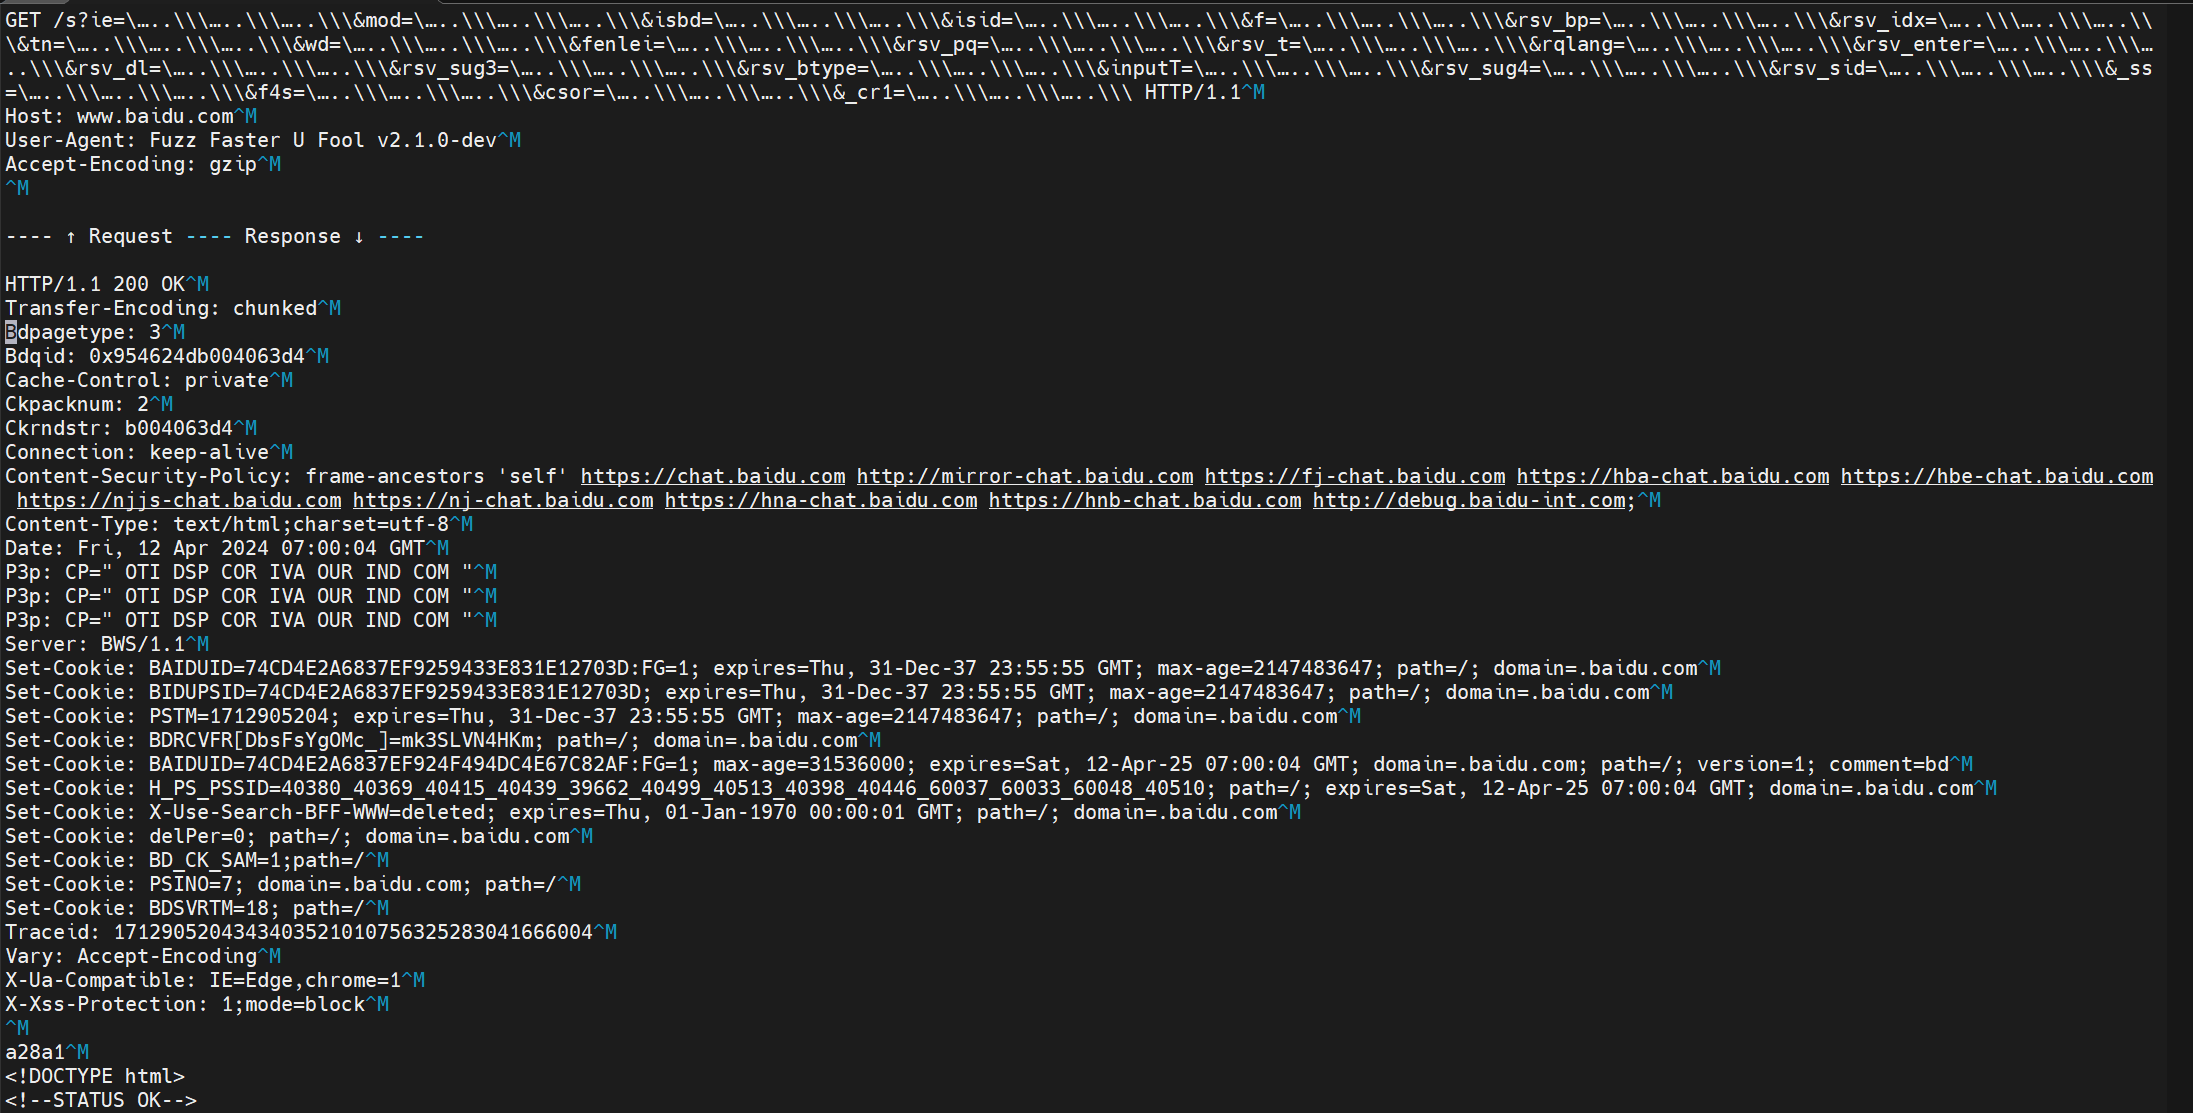 GET /s?ie=\…..\\\…..\\\…..\\\&mod=\…..\\\…..\\\…..\\\&isbd=\…..\\\…..\\\…..\\\&isid=\…..\\\…..\\\…..\\\&f=\…..\\\…..\\\…..\\\&rsv_bp=\…..\\\…..\\\…..\\\&rsv_idx=\…..\\\…..\\\…..\\
\&tn=\…..\\\…..\\\…..\\\&wd=\…..\\\…..\\\…..\\\&fenlei=\…..\\\…..\\\…..\\\&rsv_pq=\…..\\\…..\\\…..\\\&rsv_t=\…..\\\…..\\\…..\\\&rqlang=\…..\\\…..\\\…..\\\&rsv_enter=\…..\\\…..\\\…
..\\\&rsv_dl=\…..\\\…..\\\…..\\\&rsv_sug3=\…..\\\…..\\\…..\\\&rsv_btype=\…..\\\…..\\\…..\\\&inputT=\…..\\\…..\\\…..\\\&rsv_sug4=\…..\\\…..\\\…..\\\&rsv_sid=\…..\\\…..\\\…..\\\&_ss
=\…..\\\…..\\\…..\\\&f4s=\…..\\\…..\\\…..\\\&csor=\…..\\\…..\\\…..\\\&_cr1=\…..\\\…..\\\…..\\\ HTTP/1.1^M
Host: www.baidu.com^M
User-Agent: Fuzz Faster U Fool v2.1.0-dev^M
Accept-Encoding: gzip^M
^M
---- ↑ Request ---- Response ↓ ----
HTTP/1.1 200 OK^M
Transfer-Encoding: chunked^M
Bdpagetype: 3^M
Bdqid: 0x954624db004063d4^M
Cache-Control: private^M
Ckpacknum: 2^M
Ckrndstr: b004063d4^M
Connection: keep-alive^M
Content-Security-Policy: frame-ancestors 'self' https://chat.baidu.com http://mirror-chat.baidu.com https://fj-chat.baidu.com https://hba-chat.baidu.com https://hbe-chat.baidu.com
https://njjs-chat.baidu.com https://nj-chat.baidu.com https://hna-chat.baidu.com https://hnb-chat.baidu.com http://debug.baidu-int.com;^M
Content-Type: text/html;charset=utf-8^M
Date: Fri, 12 Apr 2024 07:00:04 GMT^M
P3p: CP=" OTI DSP COR IVA OUR IND COM "^M
P3p: CP=" OTI DSP COR IVA OUR IND COM "^M
P3p: CP=" OTI DSP COR IVA OUR IND COM "^M
Server: BWS/1.1^M
Set-Cookie: BAIDUID=74CD4E2A6837EF9259433E831E12703D:FG=1; expires=Thu, 31-Dec-37 23:55:55 GMT; max-age=2147483647; path=/; domain=.baidu.com^M
Set-Cookie: BIDUPSID=74CD4E2A6837EF9259433E831E12703D; expires=Thu, 31-Dec-37 23:55:55 GMT; max-age=2147483647; path=/; domain=.baidu.com^M
Set-Cookie: PSTM=1712905204; expires=Thu, 31-Dec-37 23:55:55 GMT; max-age=2147483647; path=/; domain=.baidu.com^M
Set-Cookie: BDRCVFR[DbsFsYgOMc_]=mk3SLVN4HKm; path=/; domain=.baidu.com^M
Set-Cookie: BAIDUID=74CD4E2A6837EF924F494DC4E67C82AF:FG=1; max-age=31536000; expires=Sat, 12-Apr-25 07:00:04 GMT; domain=.baidu.com; path=/; version=1; comment=bd^M
Set-Cookie: H_PS_PSSID=40380_40369_40415_40439_39662_40499_40513_40398_40446_60037_60033_60048_40510; path=/; expires=Sat, 12-Apr-25 07:00:04 GMT; domain=.baidu.com^M
Set-Cookie: X-Use-Search-BFF-WWW=deleted; expires=Thu, 01-Jan-1970 00:00:01 GMT; path=/; domain=.baidu.com^M
Set-Cookie: delPer=0; path=/; domain=.baidu.com^M
Set-Cookie: BD_CK_SAM=1;path=/^M
Set-Cookie: PSINO=7; domain=.baidu.com; path=/^M
Set-Cookie: BDSVRTM=18; path=/^M
Traceid: 1712905204343403521010756325283041666004^M
Vary: Accept-Encoding^M
X-Ua-Compatible: IE=Edge,chrome=1^M
X-Xss-Protection: 1;mode=block^M
^M
a28a1^M
<!DOCTYPE html>
<!--STATUS OK-->